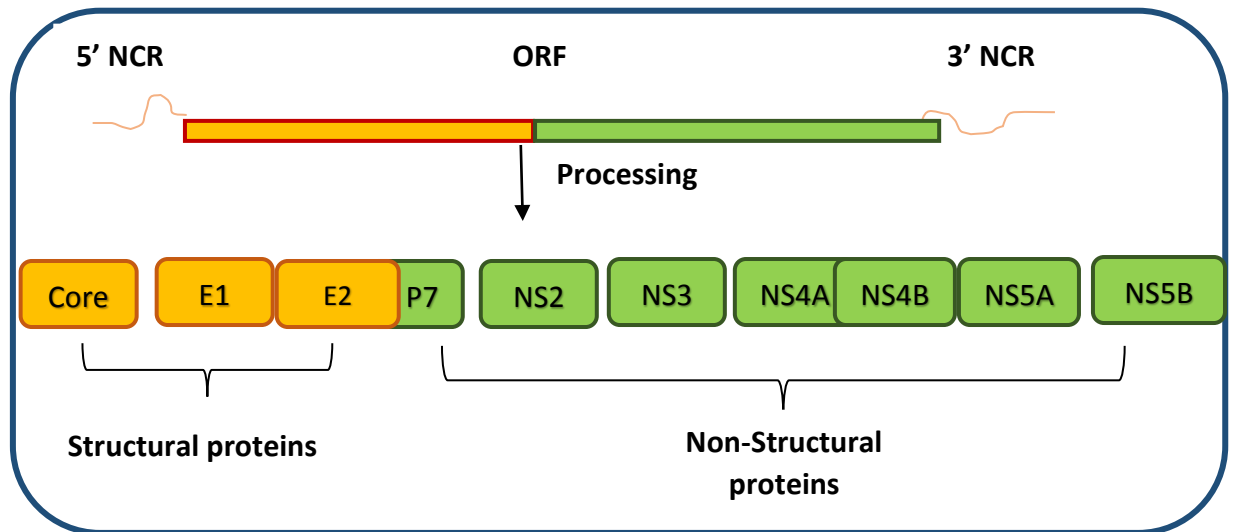 5’ NCR ORF 3’ NCR
Processing
Core E1 E2 P7 NS2 NS3 NS4A NS4B NS5A NS5B
Structural proteins
Non-Structural
proteins